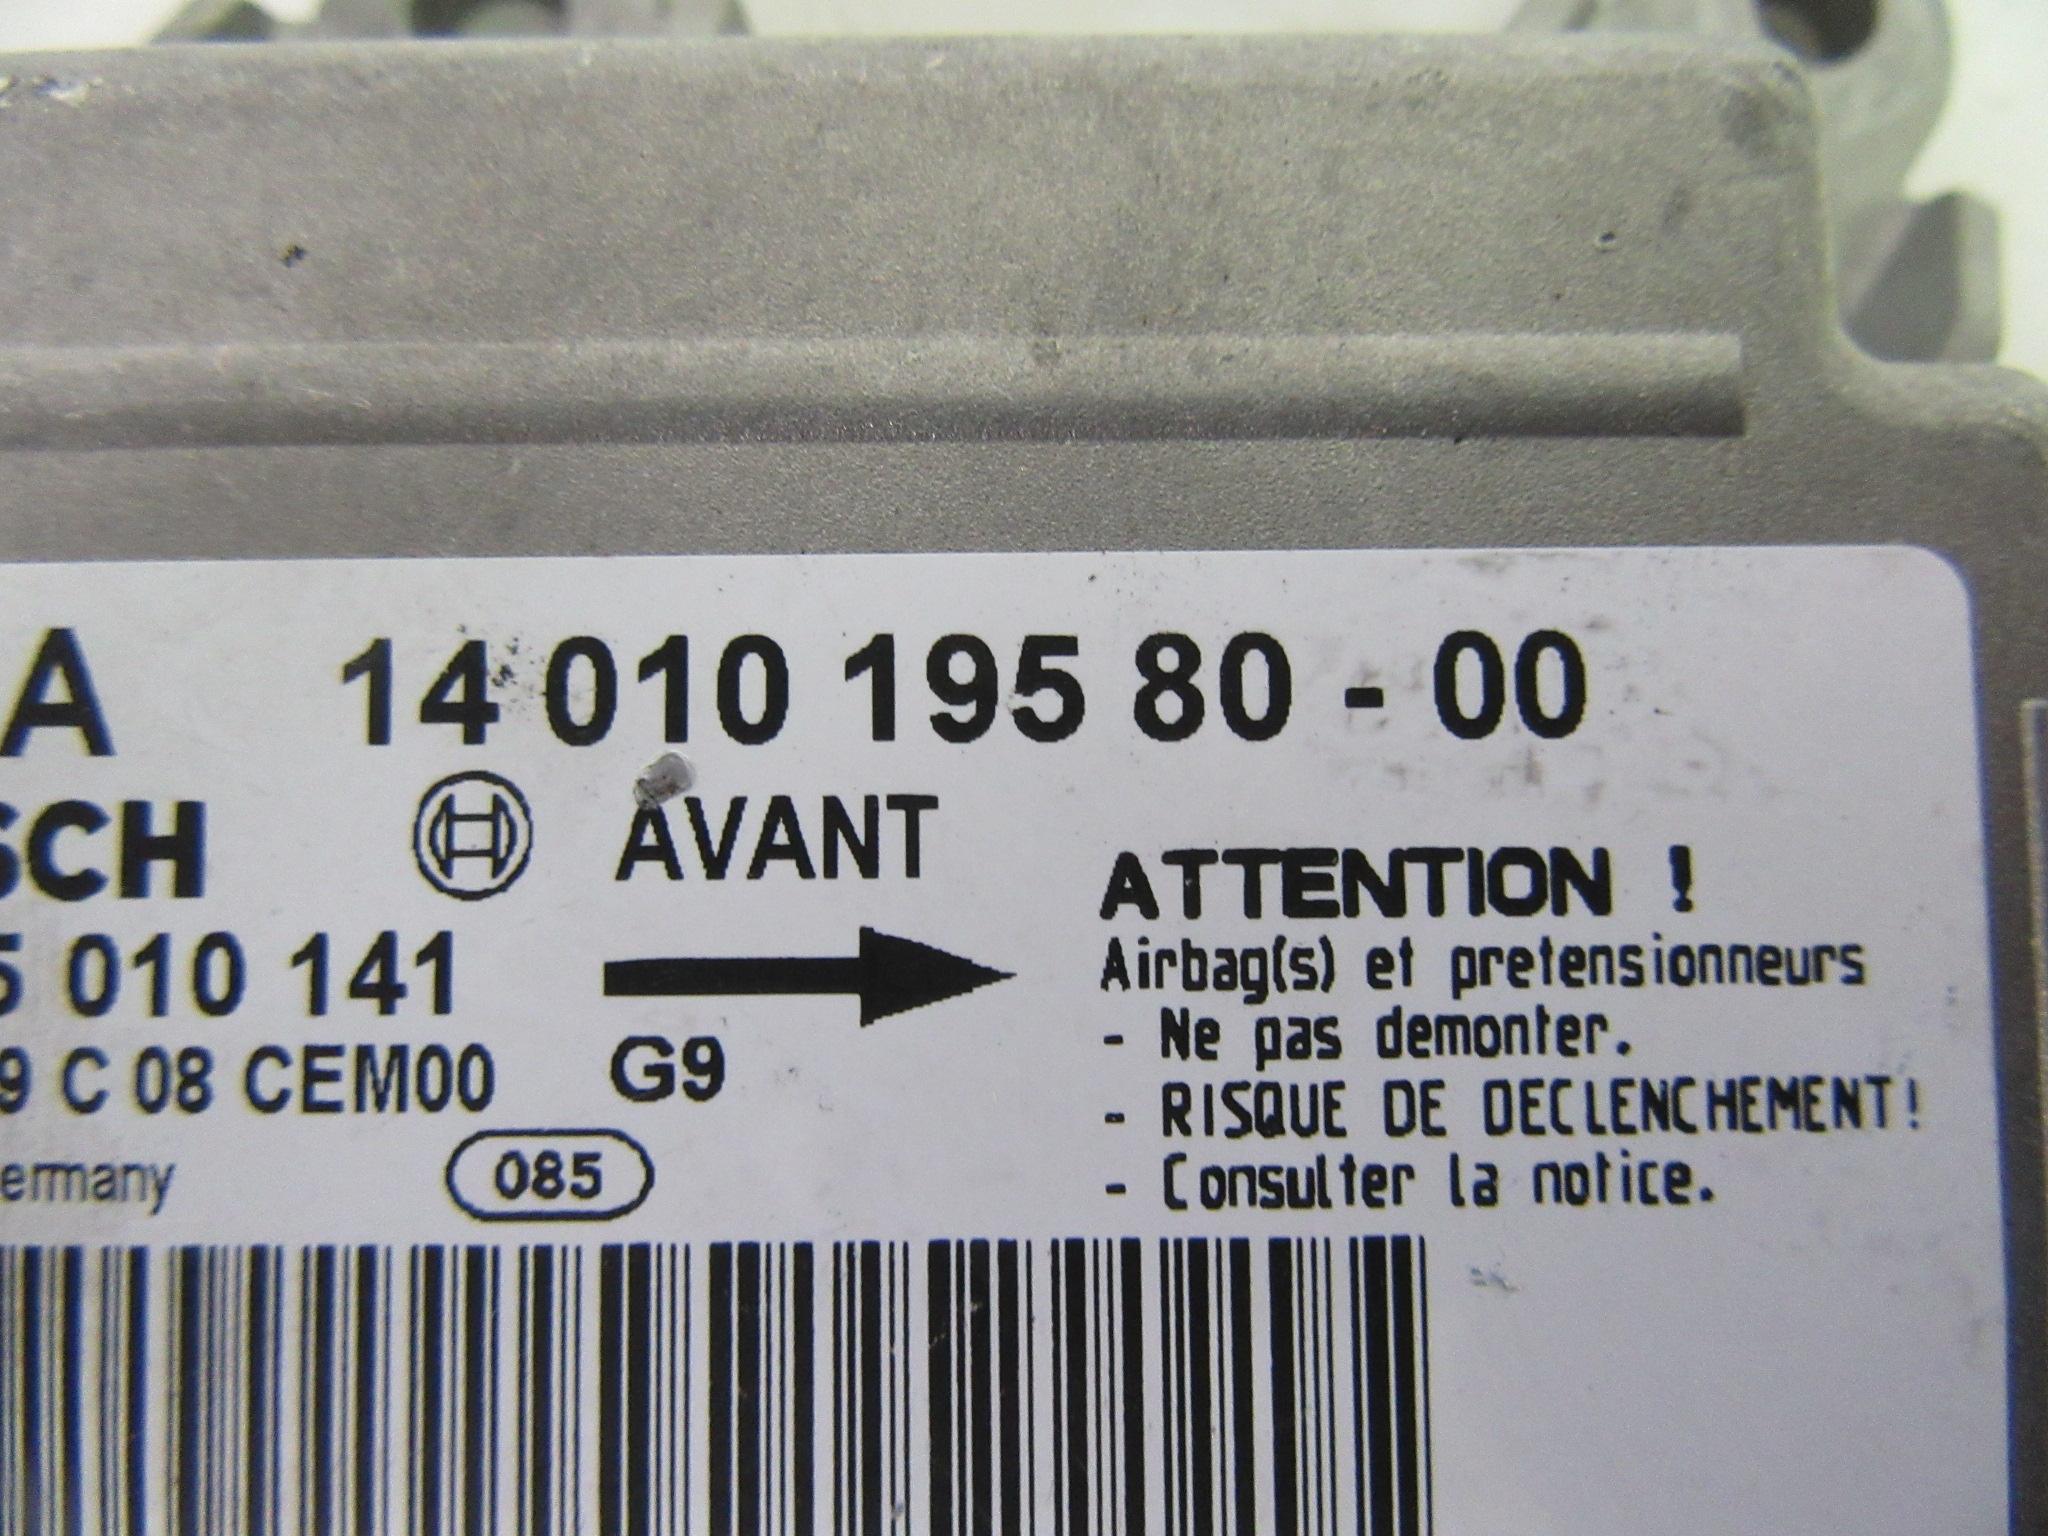 A 14 010 195 80 - 00
SCH AVANT
5 010 141
9 C 08 CEM00 G9
ermany 085
ATTENTION !
Airbag(s) et pretensionneurs
- Ne pas demonter.
- RISQUE DE DECLENCHEMENT!
- Consulter la notice.